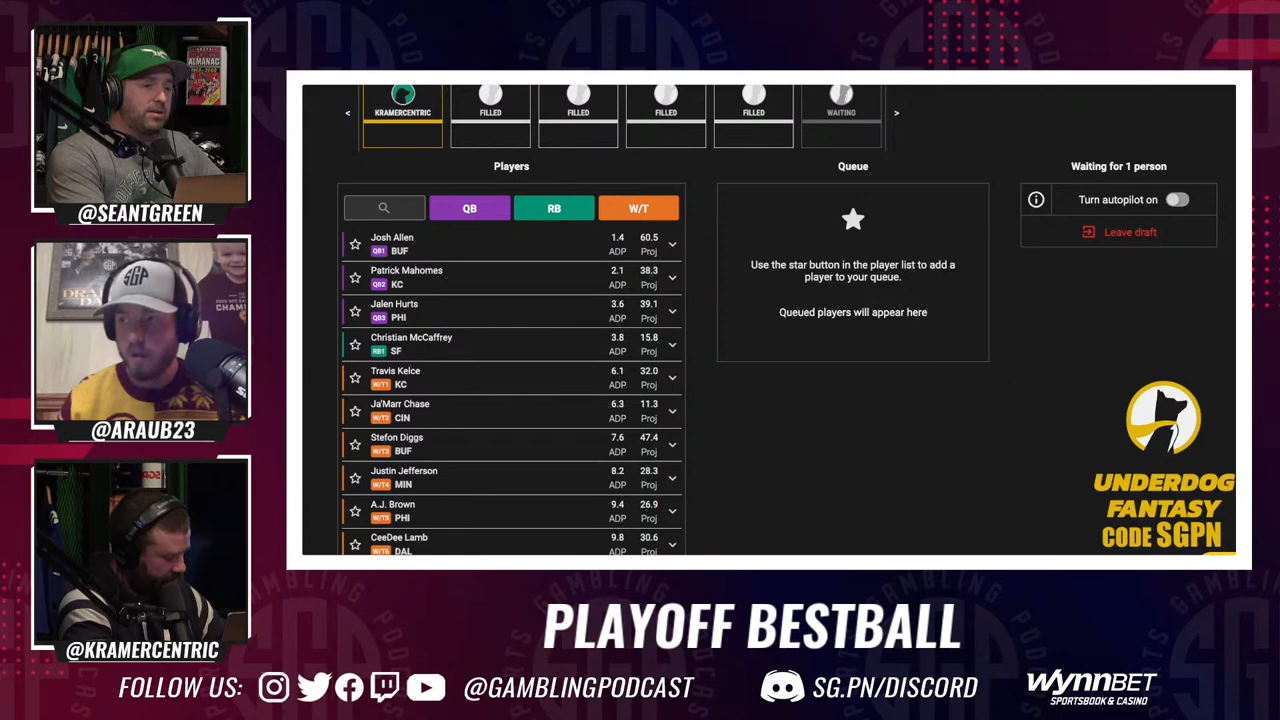 ALMANAC
@SEANTGREEN
SGP
CHAM
@ARAUB23
@KRAMERCENTRIC
<
KRAMERCENTRIC
FILLED
FILLED
FILLED
FILLED
WAITING
>
Players
Queue
Waiting for 1 person
QB
RB
W/T
Josh Allen
1.4
60.5
QB1
BUF
ADP
Proj
Patrick Mahomes
2.1
38.3
QB2
KC
ADP
Proj
Jalen Hurts
3.6
39.1
QB3
PHI
ADP
Proj
Christian McCaffrey
3.8
15.8
RB1
SF
ADP
Proj
Travis Kelce
6.1
32.0
W/T1
KC
ADP
Proj
Ja'Marr Chase
6.3
11.3
W/T2
CIN
ADP
Proj
Stefon Diggs
7.6
47.4
W/T3
BUF
ADP
Proj
Justin Jefferson
8.2
28.3
W/T4
MIN
ADP
Proj
A.J. Brown
9.4
26.9
W/T5
PHI
ADP
Proj
CeeDee Lamb
9.8
30.6
W/T6
DAL
ADP
Proj
Use the star button in the player list to add a
player to your queue.
Queued players will appear here
Turn autopilot on
Leave draft
UNDERDOG
FANTASY
CODE SGPN
PLAYOFF BESTBALL
FOLLOW US:
@GAMBLINGPODCAST
SG.PN/DISCORD
WYNNBET
SPORTSBOOK & CASINO